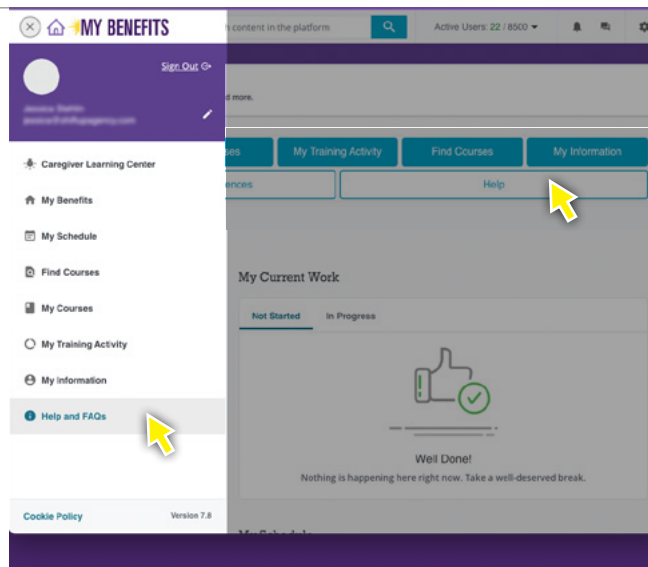 MY BENEFITS
content in the platform
Active Users: 22 / 8500
Sign Out
d more.
ses
My Training Activity
Find Courses
My Information
ences
Help
Caregiver Learning Center
My Benefits
My Schedule
Find Courses
My Courses
My Training Activity
My Information
Help and FAQs
Cookie Policy
Version 7.8
My Current Work
Not Started
In Progress
Well Done!
Nothing is happening here right now. Take a well-deserved break.
My Schedule